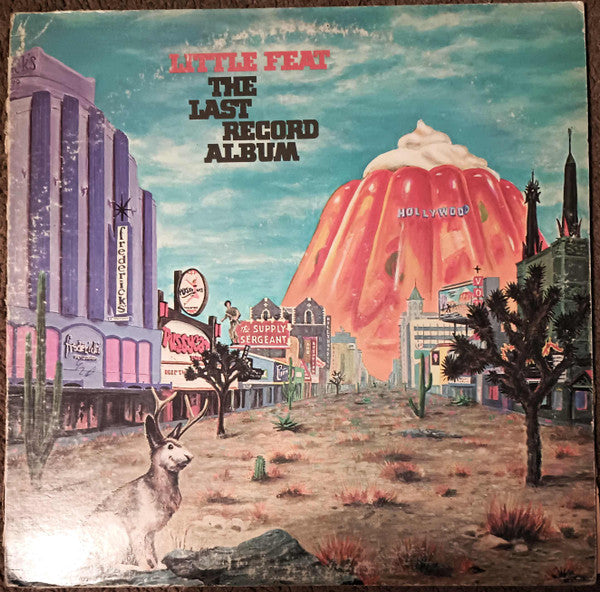 LITTLE FEAT
THE
LAST
RECORD
ALBUM
HOLLYWOOD
fredericks
the SUPPLY
SERGEANT